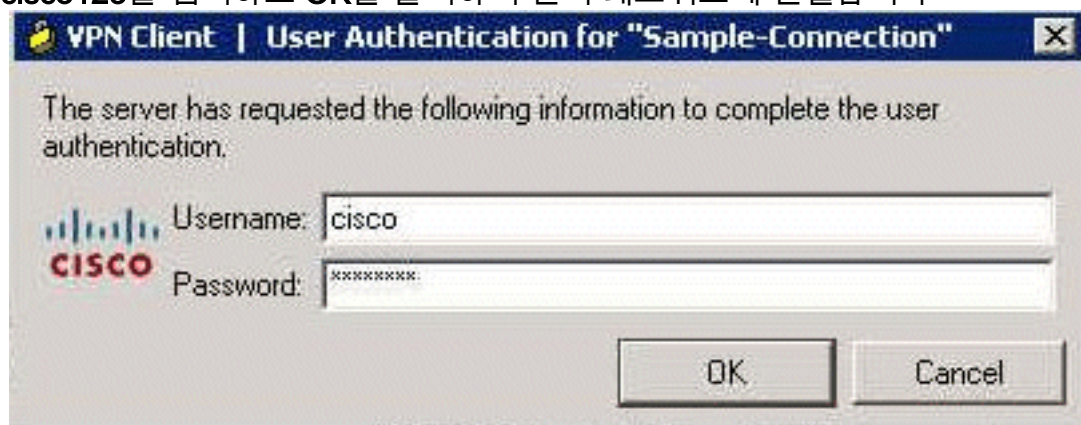 VPN Client | User Authentication for "Sample-Connection"
The server has requested the following information to complete the user
authentication.
CISCO
Username: cisco
Password: ********
OK
Cancel